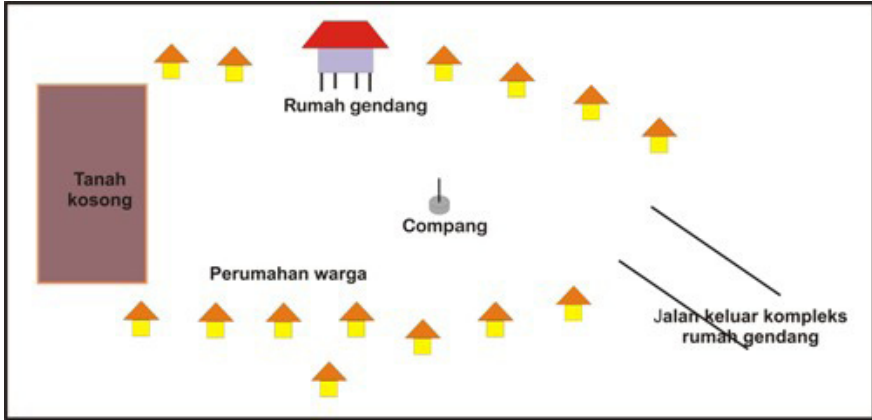 Rumah gendang
Tanah
kosong
Compang
Perumahan warga
Jalan keluar kompleks
rumah gendang